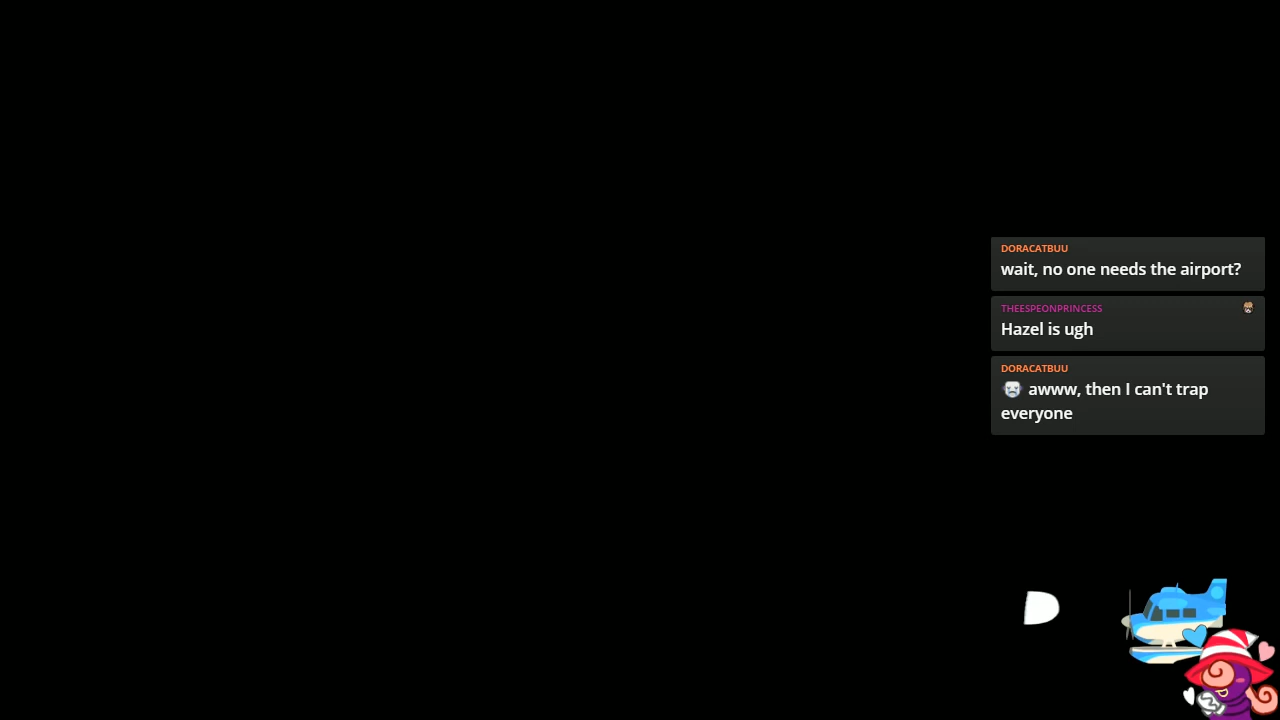 DORACATBUU
wait, no one needs the airport?
THEESPEONPRINCESS
Hazel is ugh
DORACATBUU
awww, then I can't trap
everyone